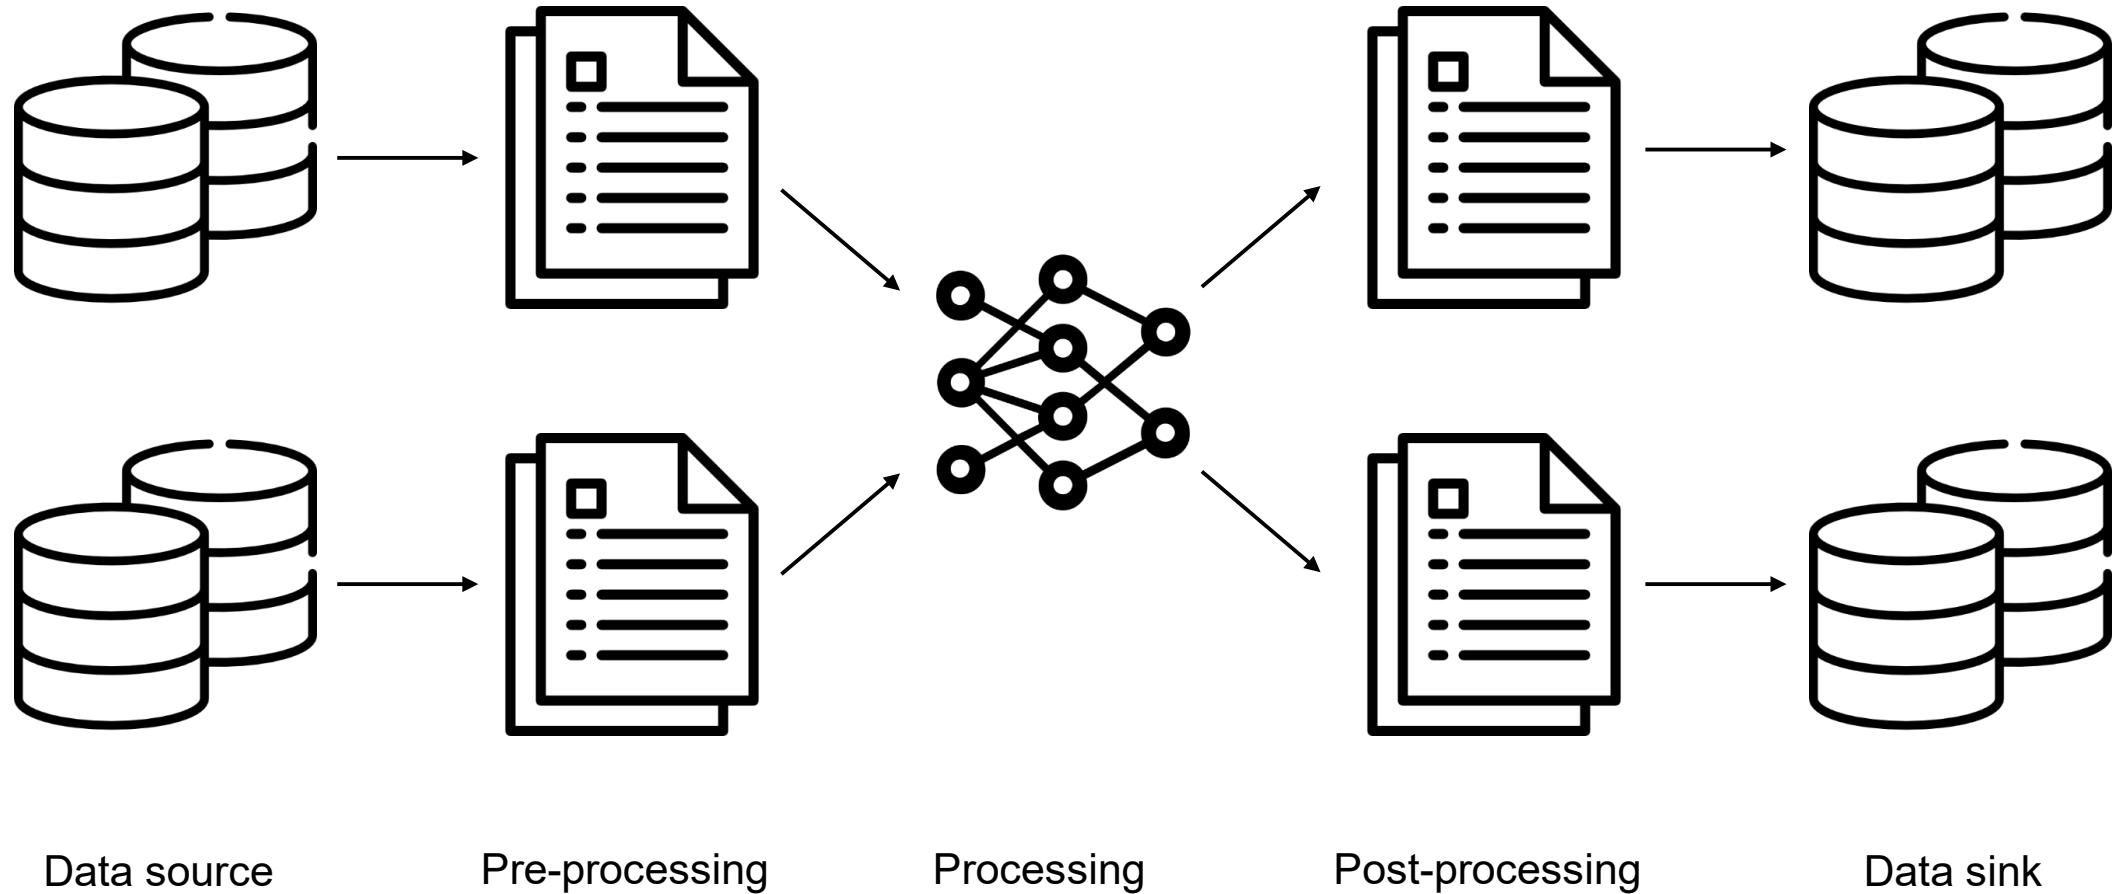 Data source
Pre-processing
Processing
Post-processing
Data sink